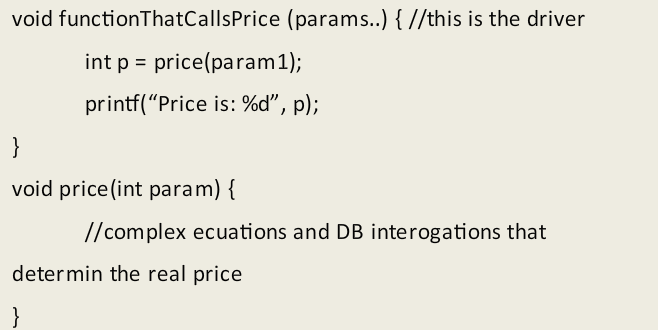 void functionThatCallsPrice (params..) { //this is the driver
int p = price(param1);
printf(“Price is: %d”, p);
}
void price(int param) {
//complex ecuations and DB interogations that
determin the real price
}